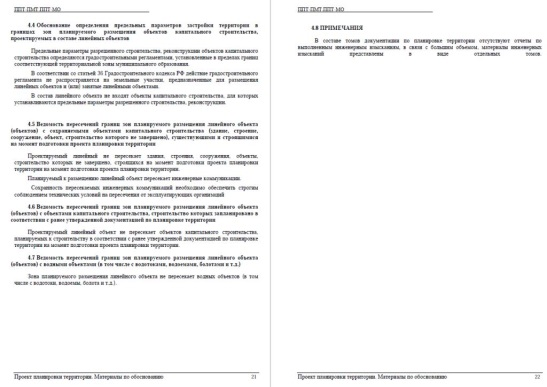 ППТ ПМТ ППТ МО
4.4 Обоснование определения предельных параметров застройки территории в
границах зон планируемого размещения объектов капитального строительства,
проектируемых в составе линейных объектов
Предельные параметры разрешенного строительства, реконструкции объектов капитального
строительства определяются градостроительными регламентами, установленные в пределах границ
соответствующей территориальной зоны муниципального образования.
В соответствии со статьей 36 Градостроительного кодекса РФ действие градостроительного
регламента не распространяется на земельные участки, предназначенные для размещения
линейных объектов и (или) занятые линейными объектами.
В состав линейного объекта не входят объекты капитального строительства, для которых
устанавливаются предельные параметры разрешенного строительства, реконструкции.
4.5 Ведомость пересечений границ зон планируемого размещения линейного объекта
(объектов) с сохраняемыми объектами капитального строительства (здание, строение,
сооружение, объект, строительство которого не завершено), существующими и строящимися
на момент подготовки проекта планировки территории
Проектируемый линейный не пересекает здания, строения, сооружения, объекты,
строительство которых не завершено, строящихся на момент подготовки проекта планировки
территории на момент подготовки проекта планировки территории.
Планируемый к размещению линейный объект пересекает инженерные коммуникации.
Сохранность пересекаемых инженерных коммуникаций необходимо обеспечить строгим
соблюдением технических условий на пересечения от эксплуатирующих организаций
4.6 Ведомость пересечений границ зон планируемого размещения линейного объекта
(объектов) с объектами капитального строительства, строительство которых запланировано в
соответствии с ранее утвержденной документацией по планировке территории
Проектируемый линейный объект не пересекает объектов капитального строительства,
планируемых к строительству в соответствии с ранее утвержденной документацией по планировке
территории на момент подготовки проекта планировки территории.
4.7 Ведомость пересечений границ зон планируемого размещения линейного объекта
(объектов) с водными объектами (в том числе с водотоками, водоемами, болотами и т.д.)
Зона планируемого размещения линейного объекта не пересекает водных объектов (в том
числе с водотоки, водоемы, болота и т.д.).
Проект планировки территории. Материалы по обоснованию 21
ППТ ПМТ ППТ МО
4.8 ПРИМЕЧАНИЯ
В составе томов документации по планировке территории отсутствуют отчеты по
выполненным инженерным изысканиям, в связи с большим объемом, материалы инженерных
изысканий представлены в виде отдельных томов.
Проект планировки территории. Материалы по обоснованию 22